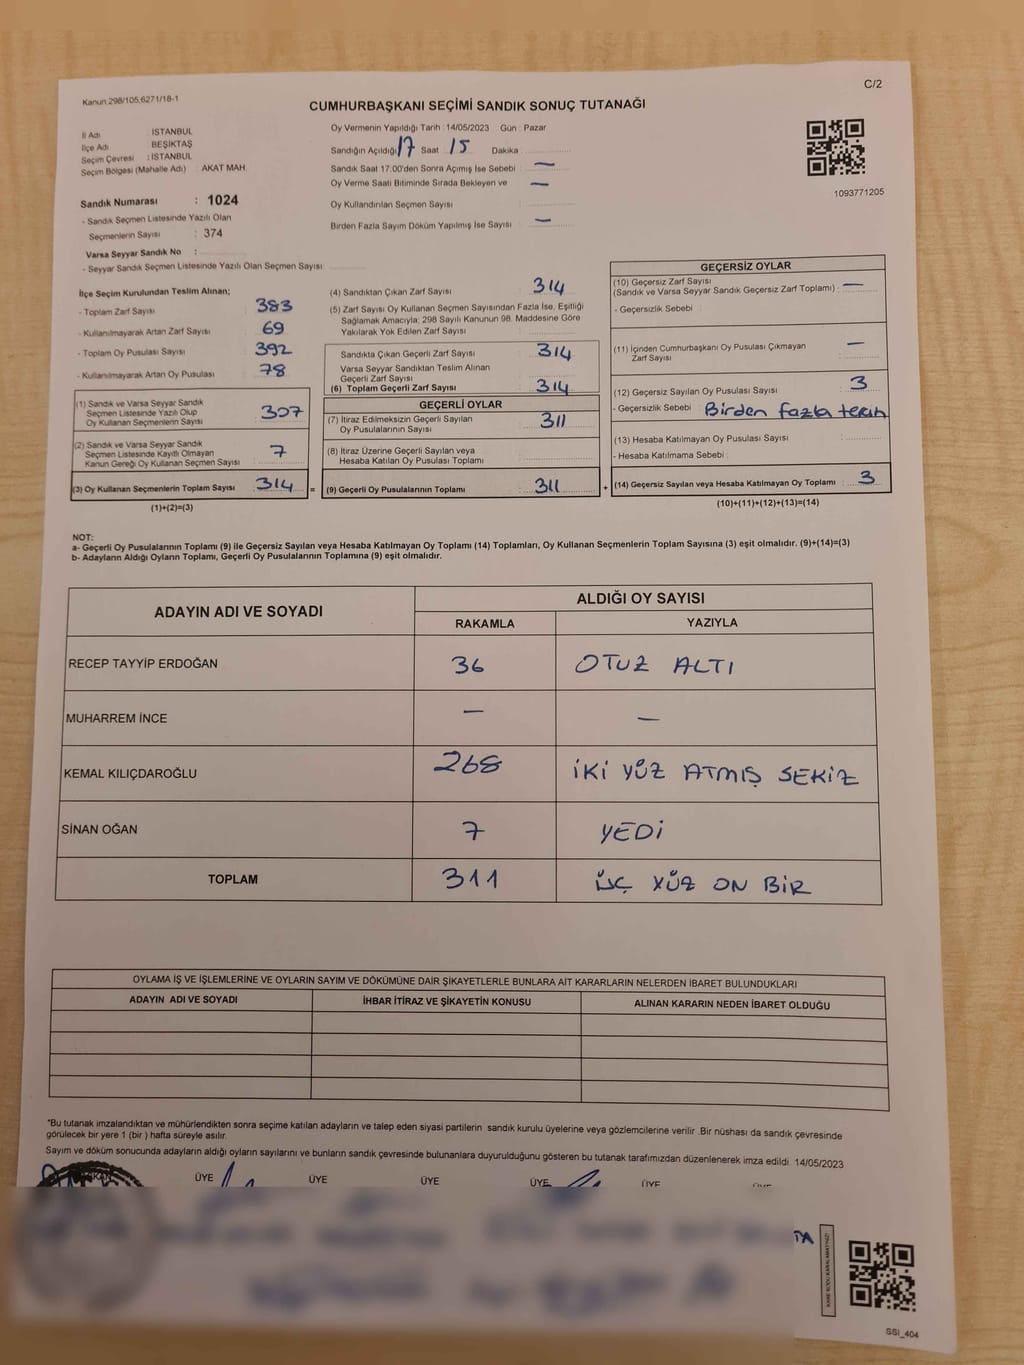 Kanun.298/105,6271/18-1
C/2
CUMHURBAŞKANI SEÇİMİ SANDIK SONUÇ TUTANAĞI
İl Adı : İSTANBUL
İlçe Adı : BEŞİKTAŞ
Seçim Çevresi : İSTANBUL
Seçim Bölgesi (Mahalle Adı) : AKAT MAH.
Oy Vermenin Yapıldığı Tarih : 14/05/2023 Gün : Pazar
Sandığın Açıldığı 17 Saat 15 Dakika
Sandık Saat 17.00'den Sonra Açılmış İse Sebebi : —
Oy Verme Saati Bitiminde Sırada Bekleyen ve —
Oy Kullandırılan Seçmen Sayısı
Birden Fazla Sayım Döküm Yapılmış İse Sayısı : —
1093771205
Sandık Numarası : 1024
- Sandık Seçmen Listesinde Yazılı Olan
Seçmenlerin Sayısı : 374
Varsa Seyyar Sandık No :
- Seyyar Sandık Seçmen Listesinde Yazılı Olan Seçmen Sayısı:
İlçe Seçim Kurulundan Teslim Alınan;
- Toplam Zarf Sayısı : 383
- Kullanılmayarak Artan Zarf Sayısı : 69
- Toplam Oy Pusulası Sayısı : 392
- Kullanılmayarak Artan Oy Pusulası : 78
(1) Sandık ve Varsa Seyyar Sandık
Seçmen Listesinde Yazılı Olup
Oy Kullanan Seçmenlerin Sayısı : 307
(2) Sandık ve Varsa Seyyar Sandık
Seçmen Listesinde Kayıtlı Olmayan
Kanun Gereği Oy Kullanan Seçmen Sayısı : 7
(3) Oy Kullanan Seçmenlerin Toplam Sayısı : 314 =
(1)+(2)=(3)
(4) Sandıktan Çıkan Zarf Sayısı : 314
(5) Zarf Sayısı Oy Kullanan Seçmen Sayısından Fazla İse, Eşitliği
Sağlamak Amacıyla; 298 Sayılı Kanunun 98. Maddesine Göre
Yakılarak Yok Edilen Zarf Sayısı :
Sandıkta Çıkan Geçerli Zarf Sayısı : 314
Varsa Seyyar Sandıktan Teslim Alınan
Geçerli Zarf Sayısı :
(6) Toplam Geçerli Zarf Sayısı : 314
GEÇERLİ OYLAR
(7) İtiraz Edilmeksizin Geçerli Sayılan
Oy Pusulalarının Sayısı : 311
(8) İtiraz Üzerine Geçerli Sayılan veya
Hesaba Katılan Oy Pusulası Toplamı :
(9) Geçerli Oy Pusulalarının Toplamı : 311 +
GEÇERSİZ OYLAR
(10) Geçersiz Zarf Sayısı
(Sandık ve Varsa Seyyar Sandık Geçersiz Zarf Toplamı) : —
- Geçersizlik Sebebi :
(11) İçinden Cumhurbaşkanı Oy Pusulası Çıkmayan
Zarf Sayısı : —
(12) Geçersiz Sayılan Oy Pusulası Sayısı : 3
- Geçersizlik Sebebi : Birden fazla tercih
(13) Hesaba Katılmayan Oy Pusulası Sayısı :
- Hesaba Katılmama Sebebi :
(14) Geçersiz Sayılan veya Hesaba Katılmayan Oy Toplamı : 3
(10)+(11)+(12)+(13)=(14)
NOT:
a- Geçerli Oy Pusulalarının Toplamı (9) ile Geçersiz Sayılan veya Hesaba Katılmayan Oy Toplamı (14) Toplamları, Oy Kullanan Seçmenlerin Toplam Sayısına (3) eşit olmalıdır. (9)+(14)=(3)
b- Adayların Aldığı Oyların Toplamı, Geçerli Oy Pusulalarının Toplamına (9) eşit olmalıdır.
ADAYIN ADI VE SOYADI
ALDIĞI OY SAYISI
RAKAMLA YAZIYLA
RECEP TAYYİP ERDOĞAN 36 OTUZ ALTI
MUHARREM İNCE — —
KEMAL KILIÇDAROĞLU 268 İKİ YÜZ ATMIŞ SEKİZ
SİNAN OĞAN 7 YEDİ
TOPLAM 311 ÜÇ YÜZ ON BİR
OYLAMA İŞ VE İŞLEMLERİNE VE OYLARIN SAYIM VE DÖKÜMÜNE DAİR ŞİKAYETLERLE BUNLARA AİT KARARLARIN NELERDEN İBARET BULUNDUKLARI
ADAYIN ADI VE SOYADI İHBAR İTİRAZ VE ŞİKAYETİN KONUSU ALINAN KARARIN NEDEN İBARET OLDUĞU
*Bu tutanak imzalandıktan ve mühürlendikten sonra seçime katılan adayların ve talep eden siyasi partilerin sandık kurulu üyelerine veya gözlemcilerine verilir .Bir nüshası da sandık çevresinde
görülecek bir yere 1 (bir ) hafta süreyle asılır.
Sayım ve döküm sonucunda adayların aldığı oyların sayılarını ve bunların sandık çevresinde bulunanlara duyurulduğunu gösteren bu tutanak tarafımızdan düzenlenerek imza edildi. 14/05/2023
ÜYE ÜYE ÜYE ÜYE ÜYE
KARE KODU KARALAMAYINIZ!
SSI_404